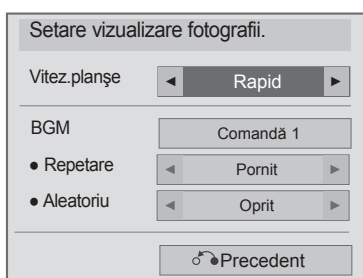 Setare vizualizare fotografii.
Vitez.planşe ◄ Rapid ►
BGM Comandă 1
● Repetare ◄ Pornit ►
● Aleatoriu ◄ Oprit ►
Precedent